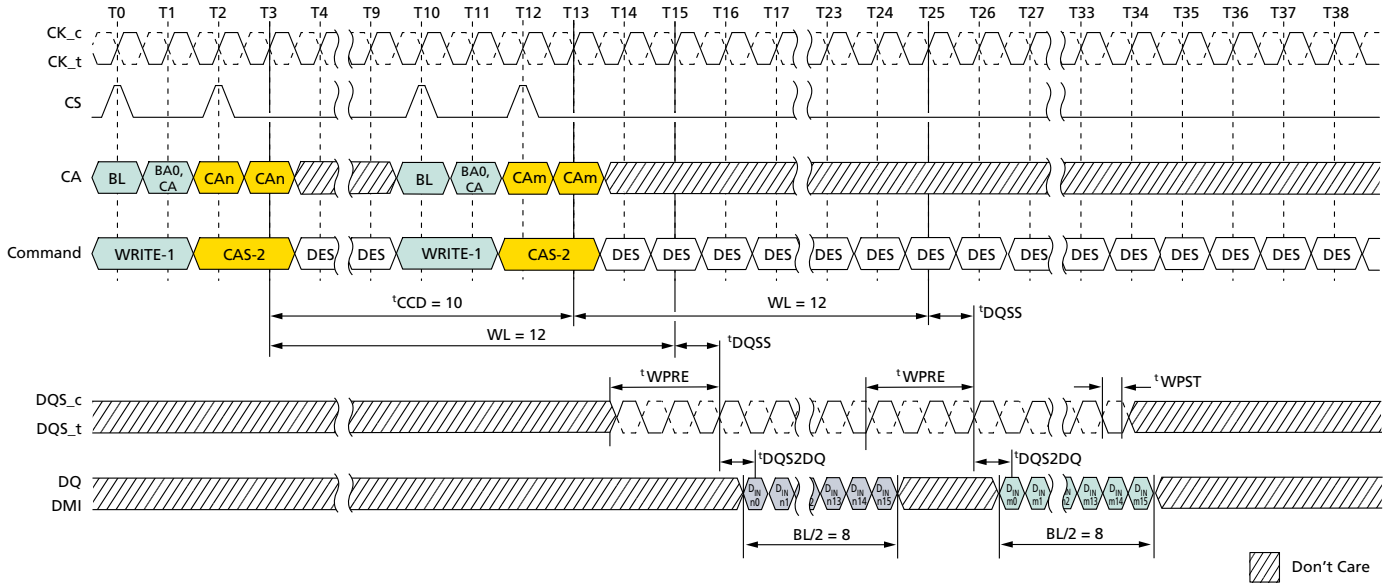 T0 T1 T2 T3 T4 T9 T10 T11 T12 T13 T14 T15 T16 T17 T23 T24 T25 T26 T27 T33 T34 T35 T36 T37 T38
CK_c
CK_t
CS
CA BL BA0, CA CAn CAn BL BA0, CA CAm CAm
Command WRITE-1 CAS-2 DES DES WRITE-1 CAS-2 DES DES DES DES DES DES DES DES DES DES DES DES DES DES DES
tCCD = 10 WL = 12 tDQSS
WL = 12 tDQSS
tWPRE tWPRE tWPST
DQS_c
DQS_t
tDQS2DQ tDQS2DQ
DQ
DMI
DIN n0 DIN n1 DIN n13 DIN n14 DIN n15 DIN m0 DIN m1 DIN m13 DIN m14 DIN m15
BL/2 = 8 BL/2 = 8
Don't Care